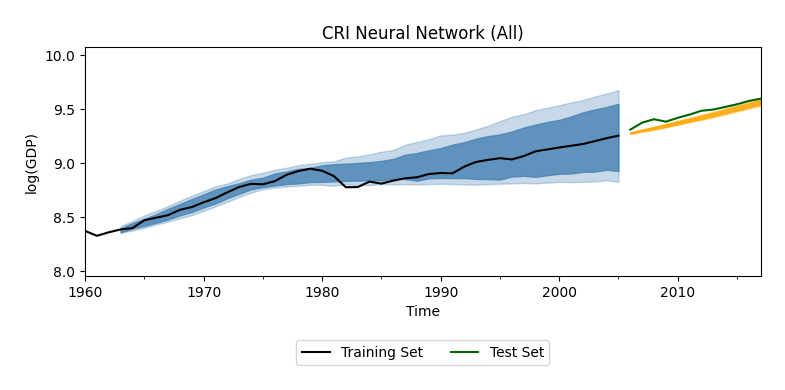 CRI Neural Network (All)
log(GDP)
10.0
9.5
9.0
8.5
8.0
1960 1970 1980 1990 2000 2010
Time
Training Set Test Set